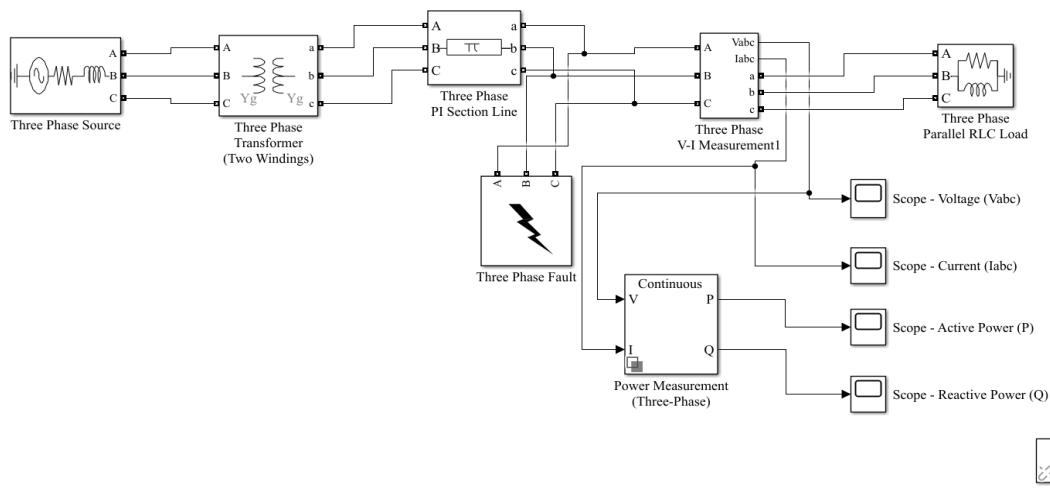 A
B
C
Three Phase Source
A
B
C
a
b
c
Yg
Yg
Three Phase
Transformer
(Two Windings)
A
B
C
a
b
c
Three Phase
PI Section Line
A
B
C
Vabc
Iabc
a
b
c
Three Phase
V-I Measurement1
A
B
C
Three Phase
Parallel RLC Load
A
B
C
Three Phase Fault
Scope - Voltage (Vabc)
Scope - Current (Iabc)
Continuous
V
P
I
Q
Power Measurement
(Three-Phase)
Scope - Active Power (P)
Scope - Reactive Power (Q)